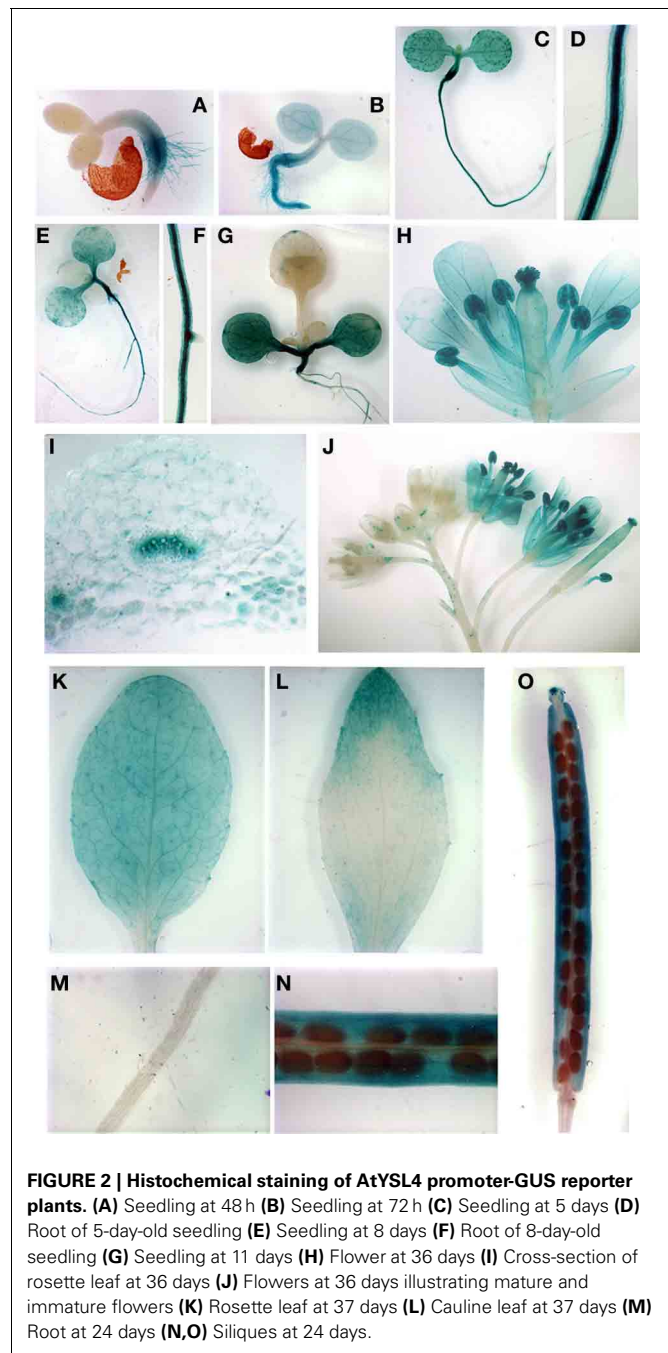 A
B
C
D
E
F
G
H
I
J
K
L
O
M
N
FIGURE 2 | Histochemical staining of AtYSL4 promoter-GUS reporter
plants. (A) Seedling at 48 h (B) Seedling at 72 h (C) Seedling at 5 days (D)
Root of 5-day-old seedling (E) Seedling at 8 days (F) Root of 8-day-old
seedling (G) Seedling at 11 days (H) Flower at 36 days (I) Cross-section of
rosette leaf at 36 days (J) Flowers at 36 days illustrating mature and
immature flowers (K) Rosette leaf at 37 days (L) Cauline leaf at 37 days (M)
Root at 24 days (N,O) Siliques at 24 days.